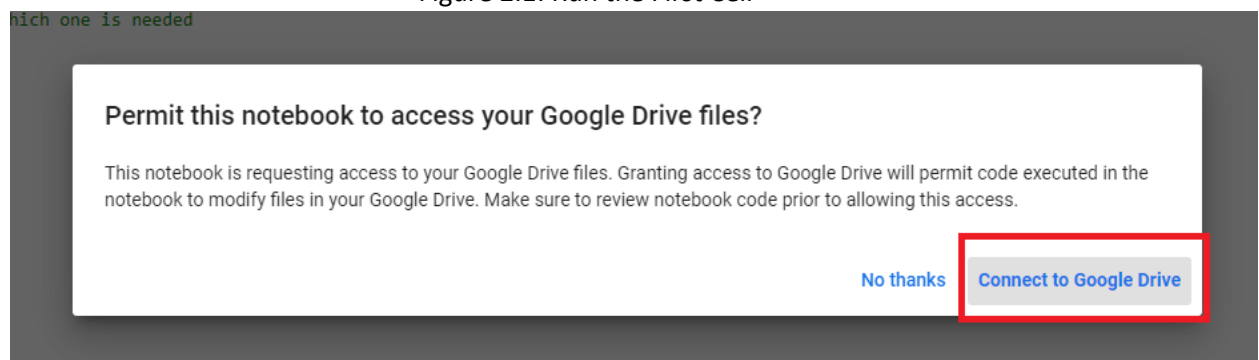 hich one is needed
Permit this notebook to access your Google Drive files?
This notebook is requesting access to your Google Drive files. Granting access to Google Drive will permit code executed in the
notebook to modify files in your Google Drive. Make sure to review notebook code prior to allowing this access.
No thanks Connect to Google Drive